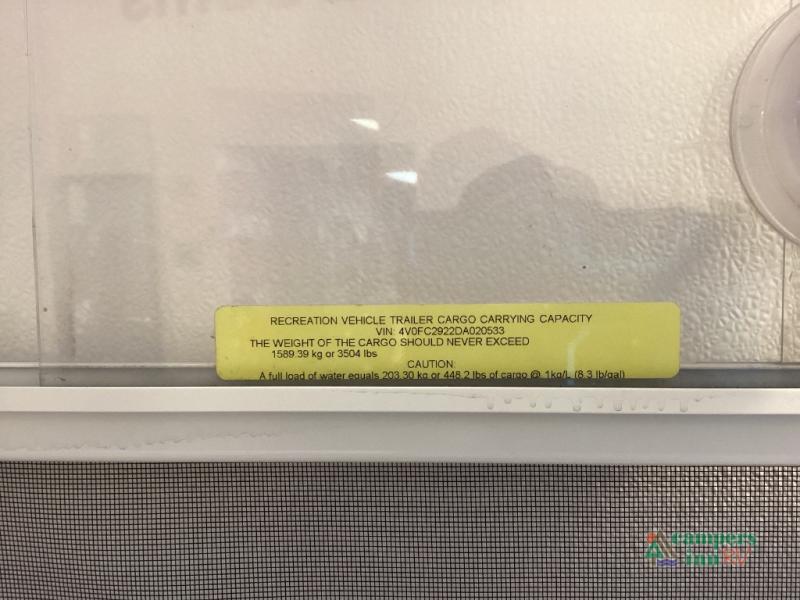 RECREATION VEHICLE TRAILER CARGO CARRYING CAPACITY
VIN: 4V0FC2922DA020533
THE WEIGHT OF THE CARGO SHOULD NEVER EXCEED
1589.39 kg or 3504 lbs
CAUTION:
A full load of water equals 203.30 kg or 448.2 lbs of cargo @ 1kg/L (8.3 lb/gal)
campers
inn RV